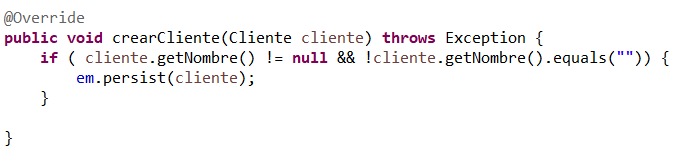 @Override
public void crearCliente(Cliente cliente) throws Exception {
    if ( cliente.getNombre() != null && !cliente.getNombre().equals("")) {
        em.persist(cliente);
    }

}